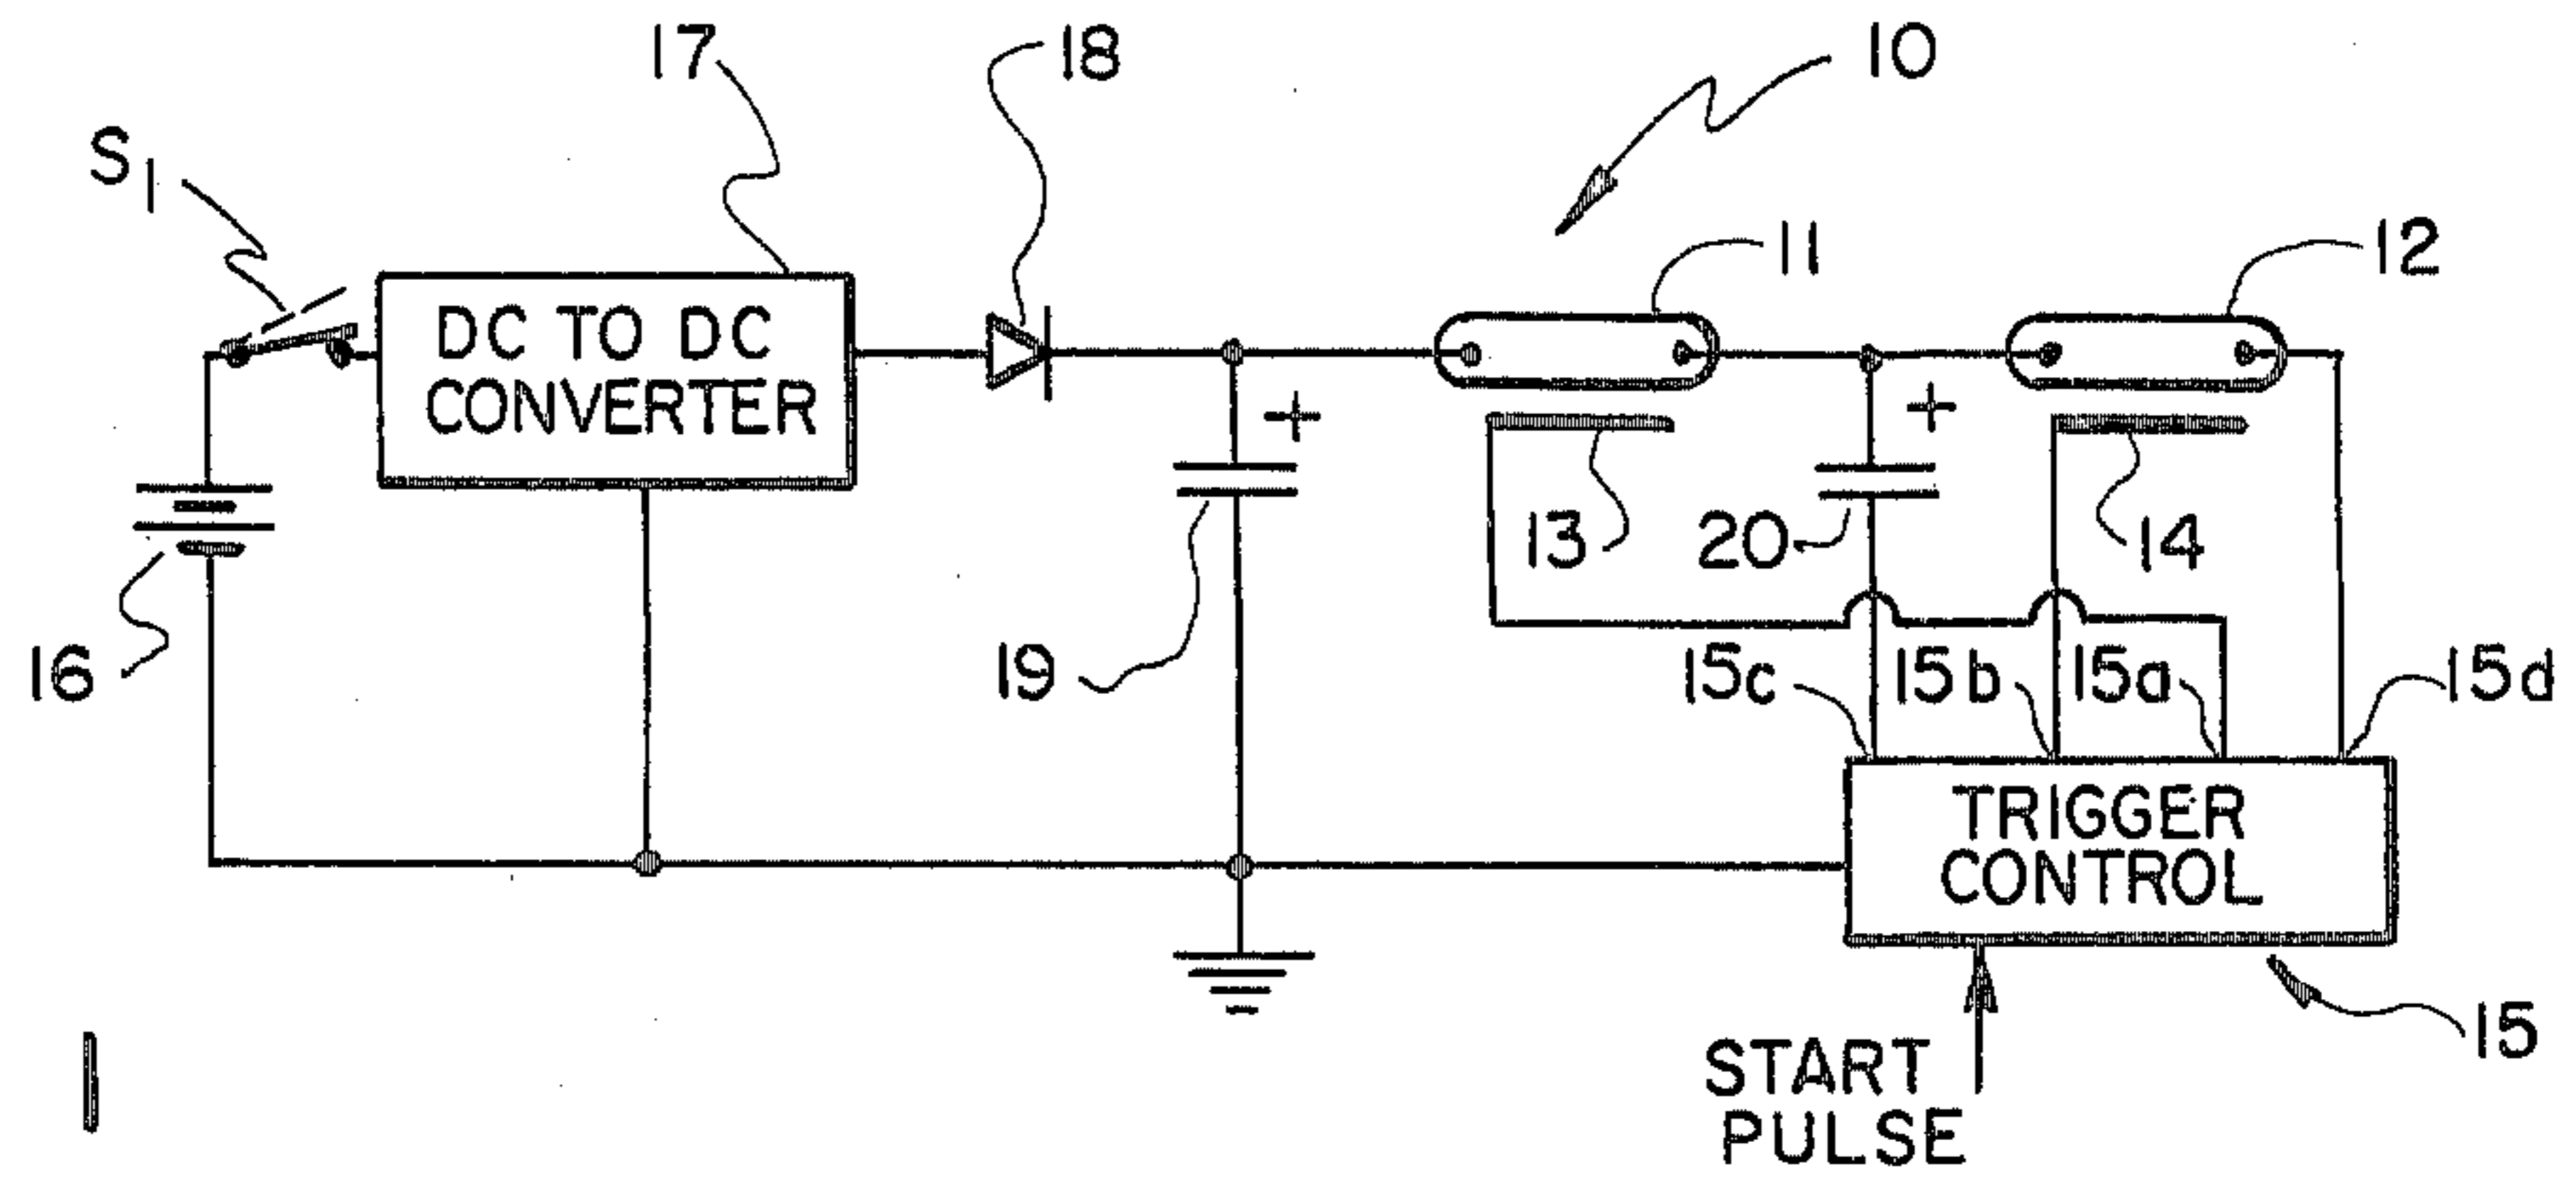 17
18
10
S1
11
12
DC TO DC
CONVERTER
+
+
13
20
14
16
19
15c
15b
15a
15d
TRIGGER
CONTROL
START
PULSE
15
1